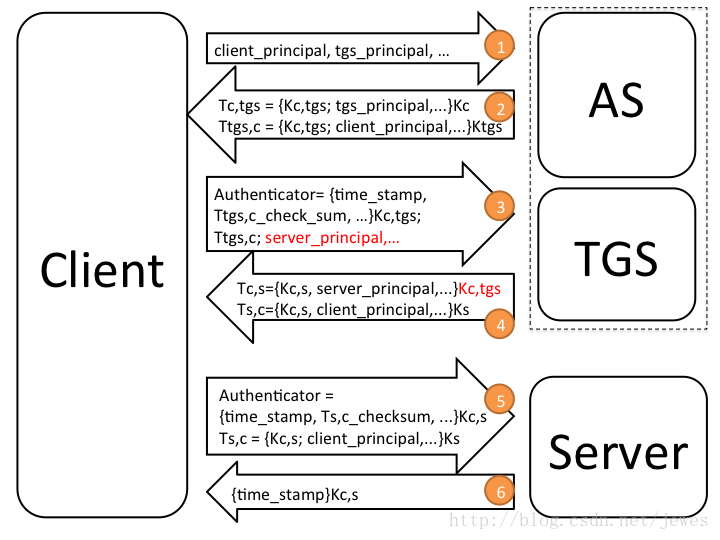 Client
AS
TGS
Server
client_principal, tgs_principal, …
1
Tc,tgs = {Kc,tgs; tgs_principal,...}Kc
2
Ttgs,c = {Kc,tgs; client_principal,...}Ktgs
Authenticator= {time_stamp,
Ttgs,c_check_sum, …}Kc,tgs;
3
Ttgs,c; server_principal,…
Tc,s={Kc,s, server_principal,...}Kc,tgs
Ts,c={Kc,s, client_principal,...}Ks
4
Authenticator =
5
{time_stamp, Ts,c_checksum, ...}Kc,s
Ts,c = {Kc,s; client_principal,...}Ks
{time_stamp}Kc,s
6
http://blog.csdn.net/jewes